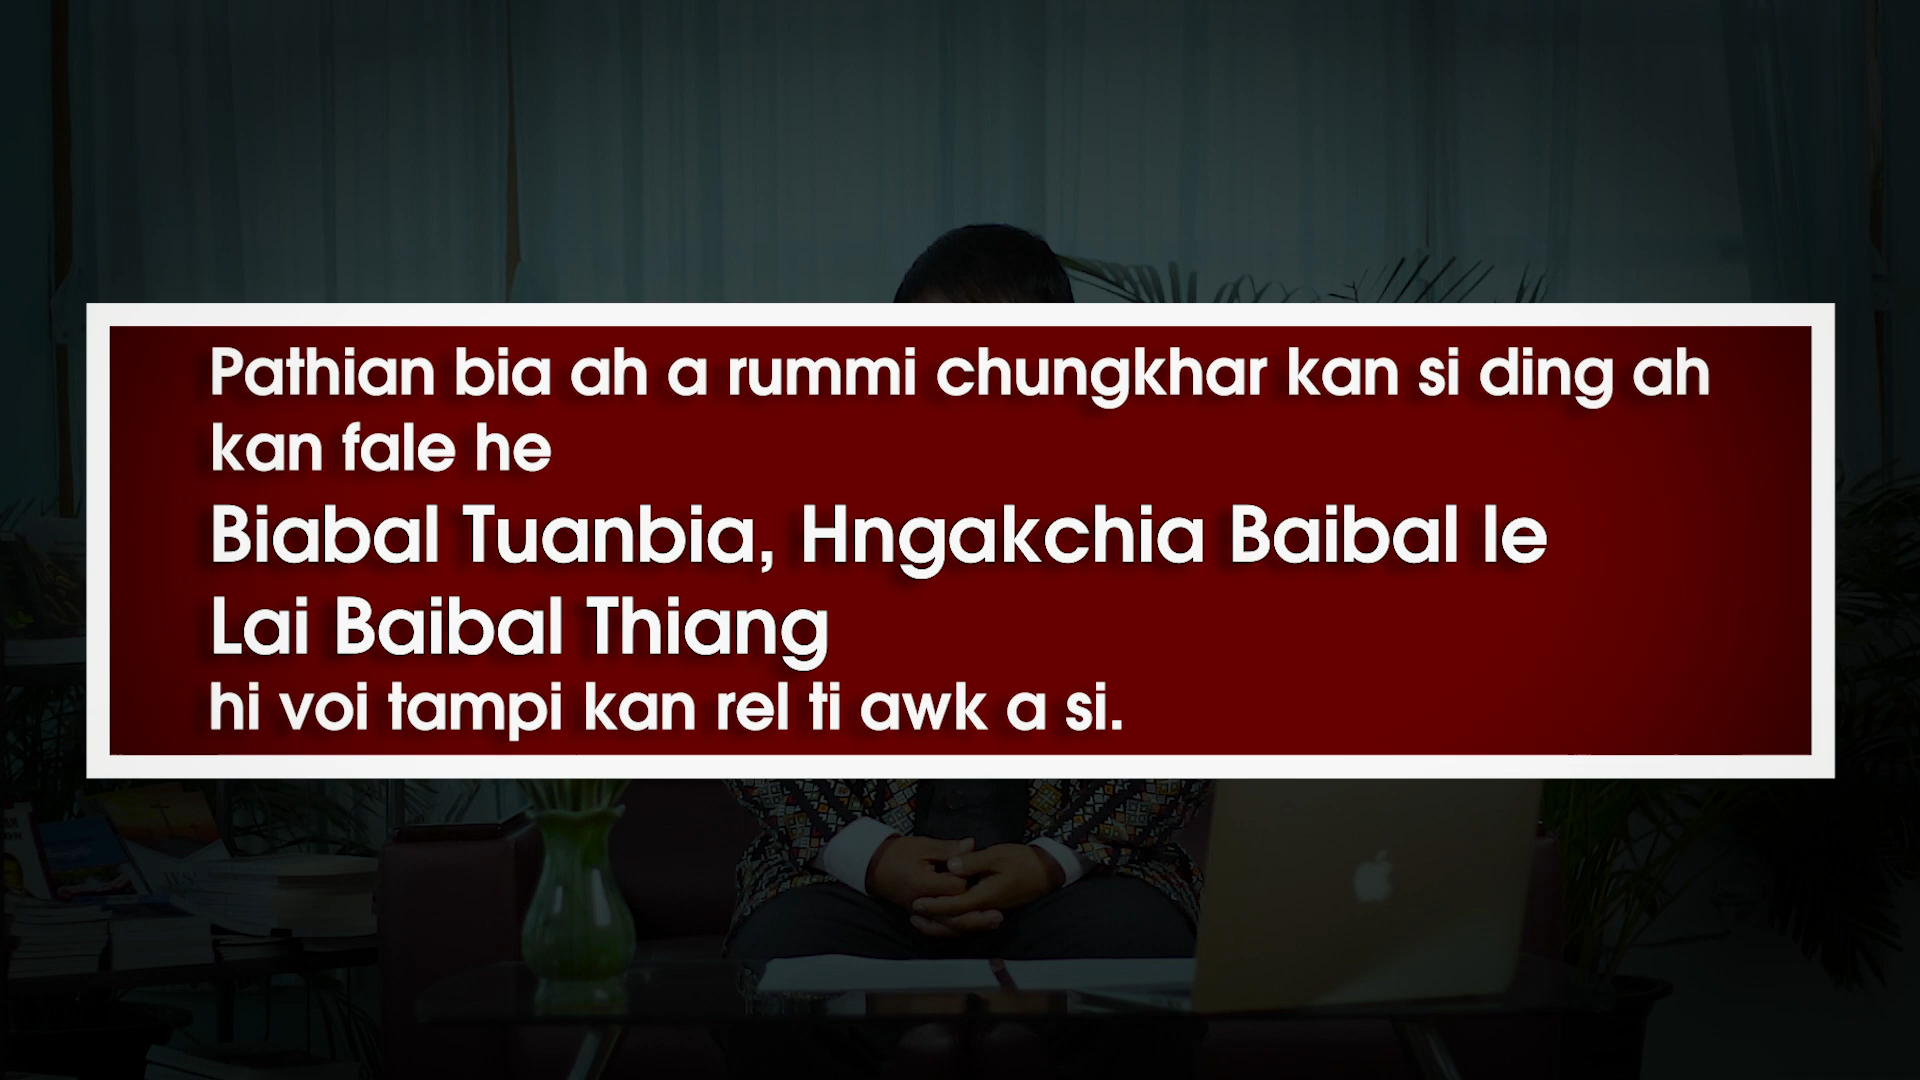 Pathian bia ah a rummi chungkhar kan si ding ah
kan fale he
Biabal Tuanbia, Hngakchia Baibal le
Lai Baibal Thiang
hi voi tampi kan rel ti awk a si.